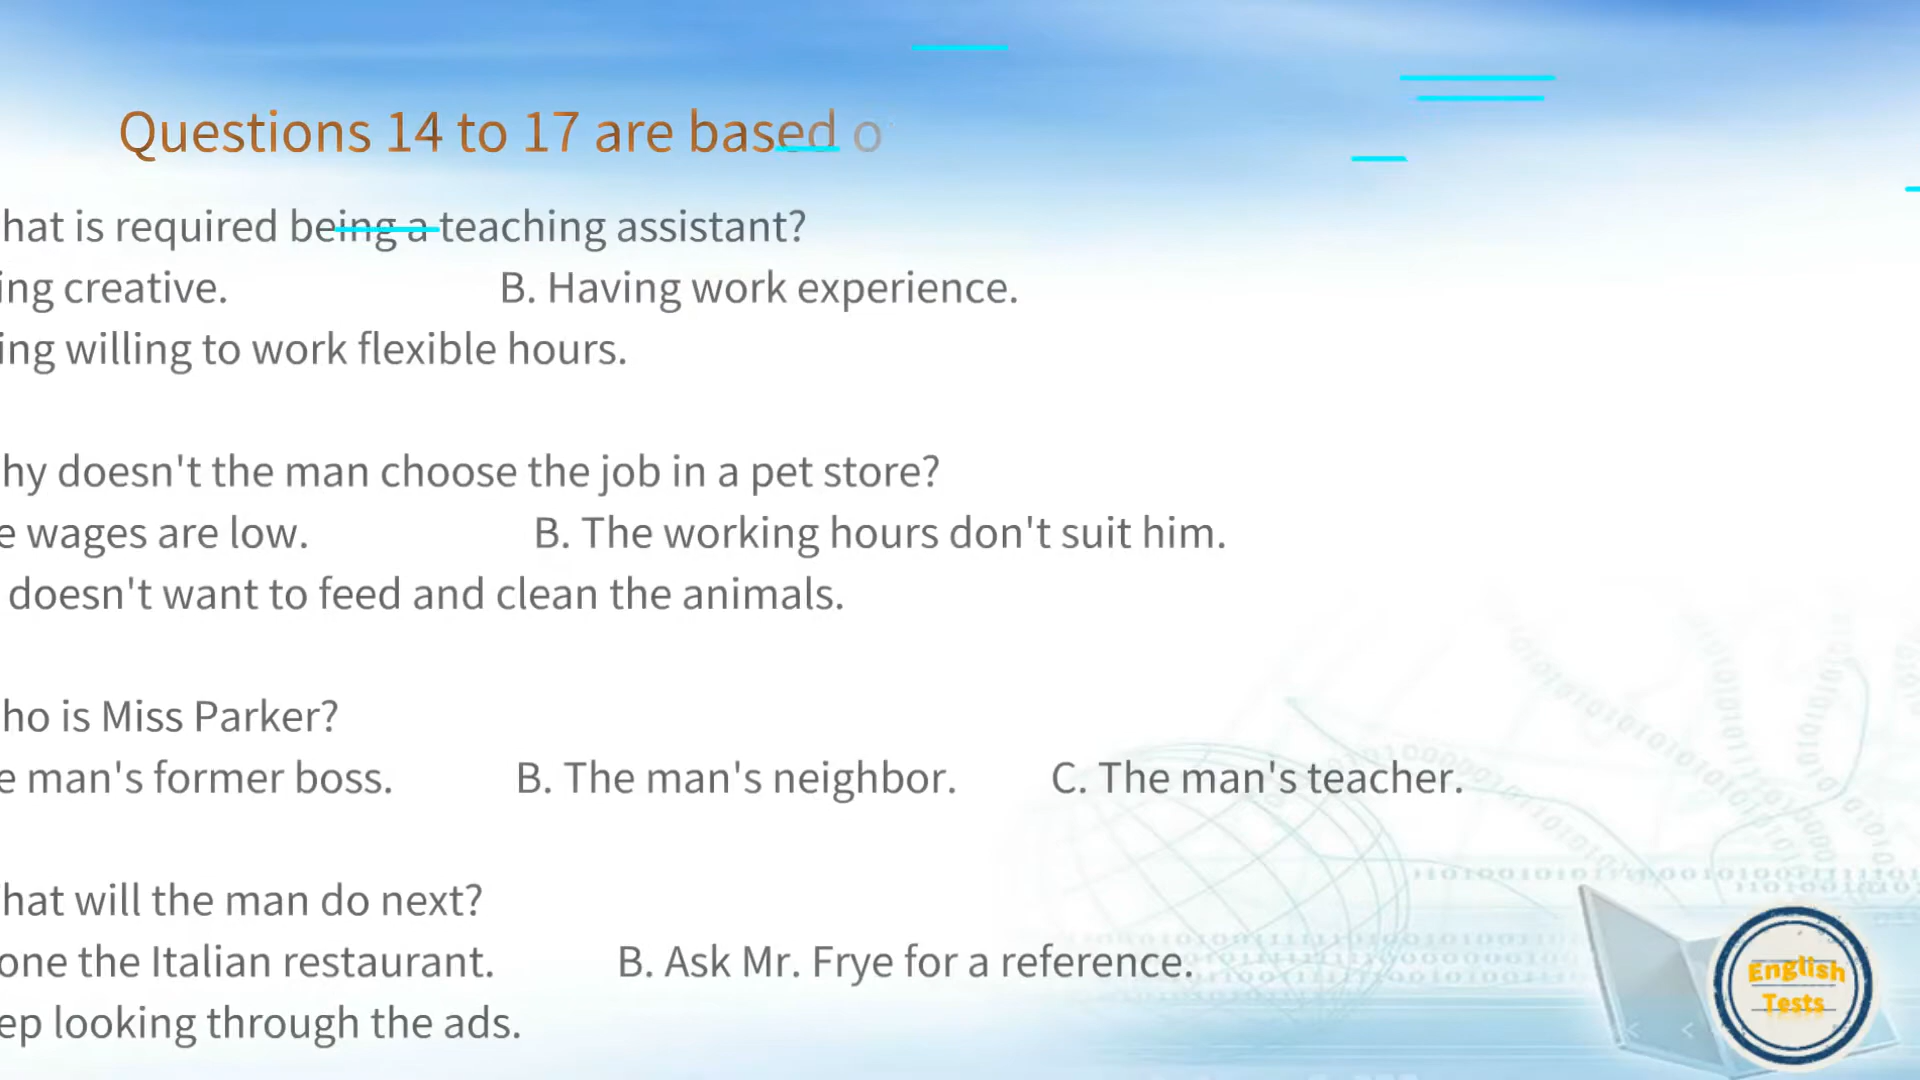 Questions 14 to 17 are based o
hat is required being a teaching assistant?
ing creative. B. Having work experience.
ing willing to work flexible hours.
hy doesn't the man choose the job in a pet store?
e wages are low. B. The working hours don't suit him.
doesn't want to feed and clean the animals.
ho is Miss Parker?
e man's former boss. B. The man's neighbor. C. The man's teacher.
hat will the man do next?
one the Italian restaurant. B. Ask Mr. Frye for a reference.
ep looking through the ads.
English
Tests